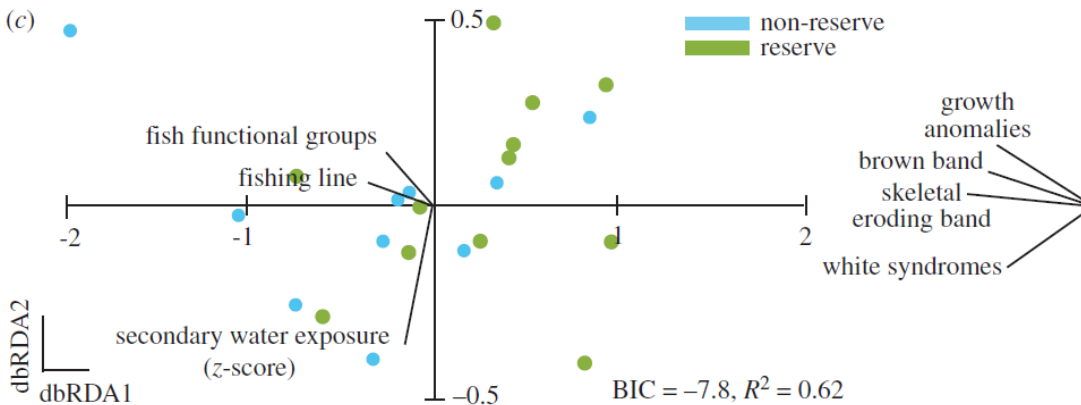 (c)
0.5
non-reserve
reserve
fish functional groups
fishing line
growth
anomalies
brown band
skeletal
eroding band
white syndromes
-2
-1
1
2
secondary water exposure
(z-score)
dbRDA2
dbRDA1
–0.5
BIC = –7.8, R² = 0.62